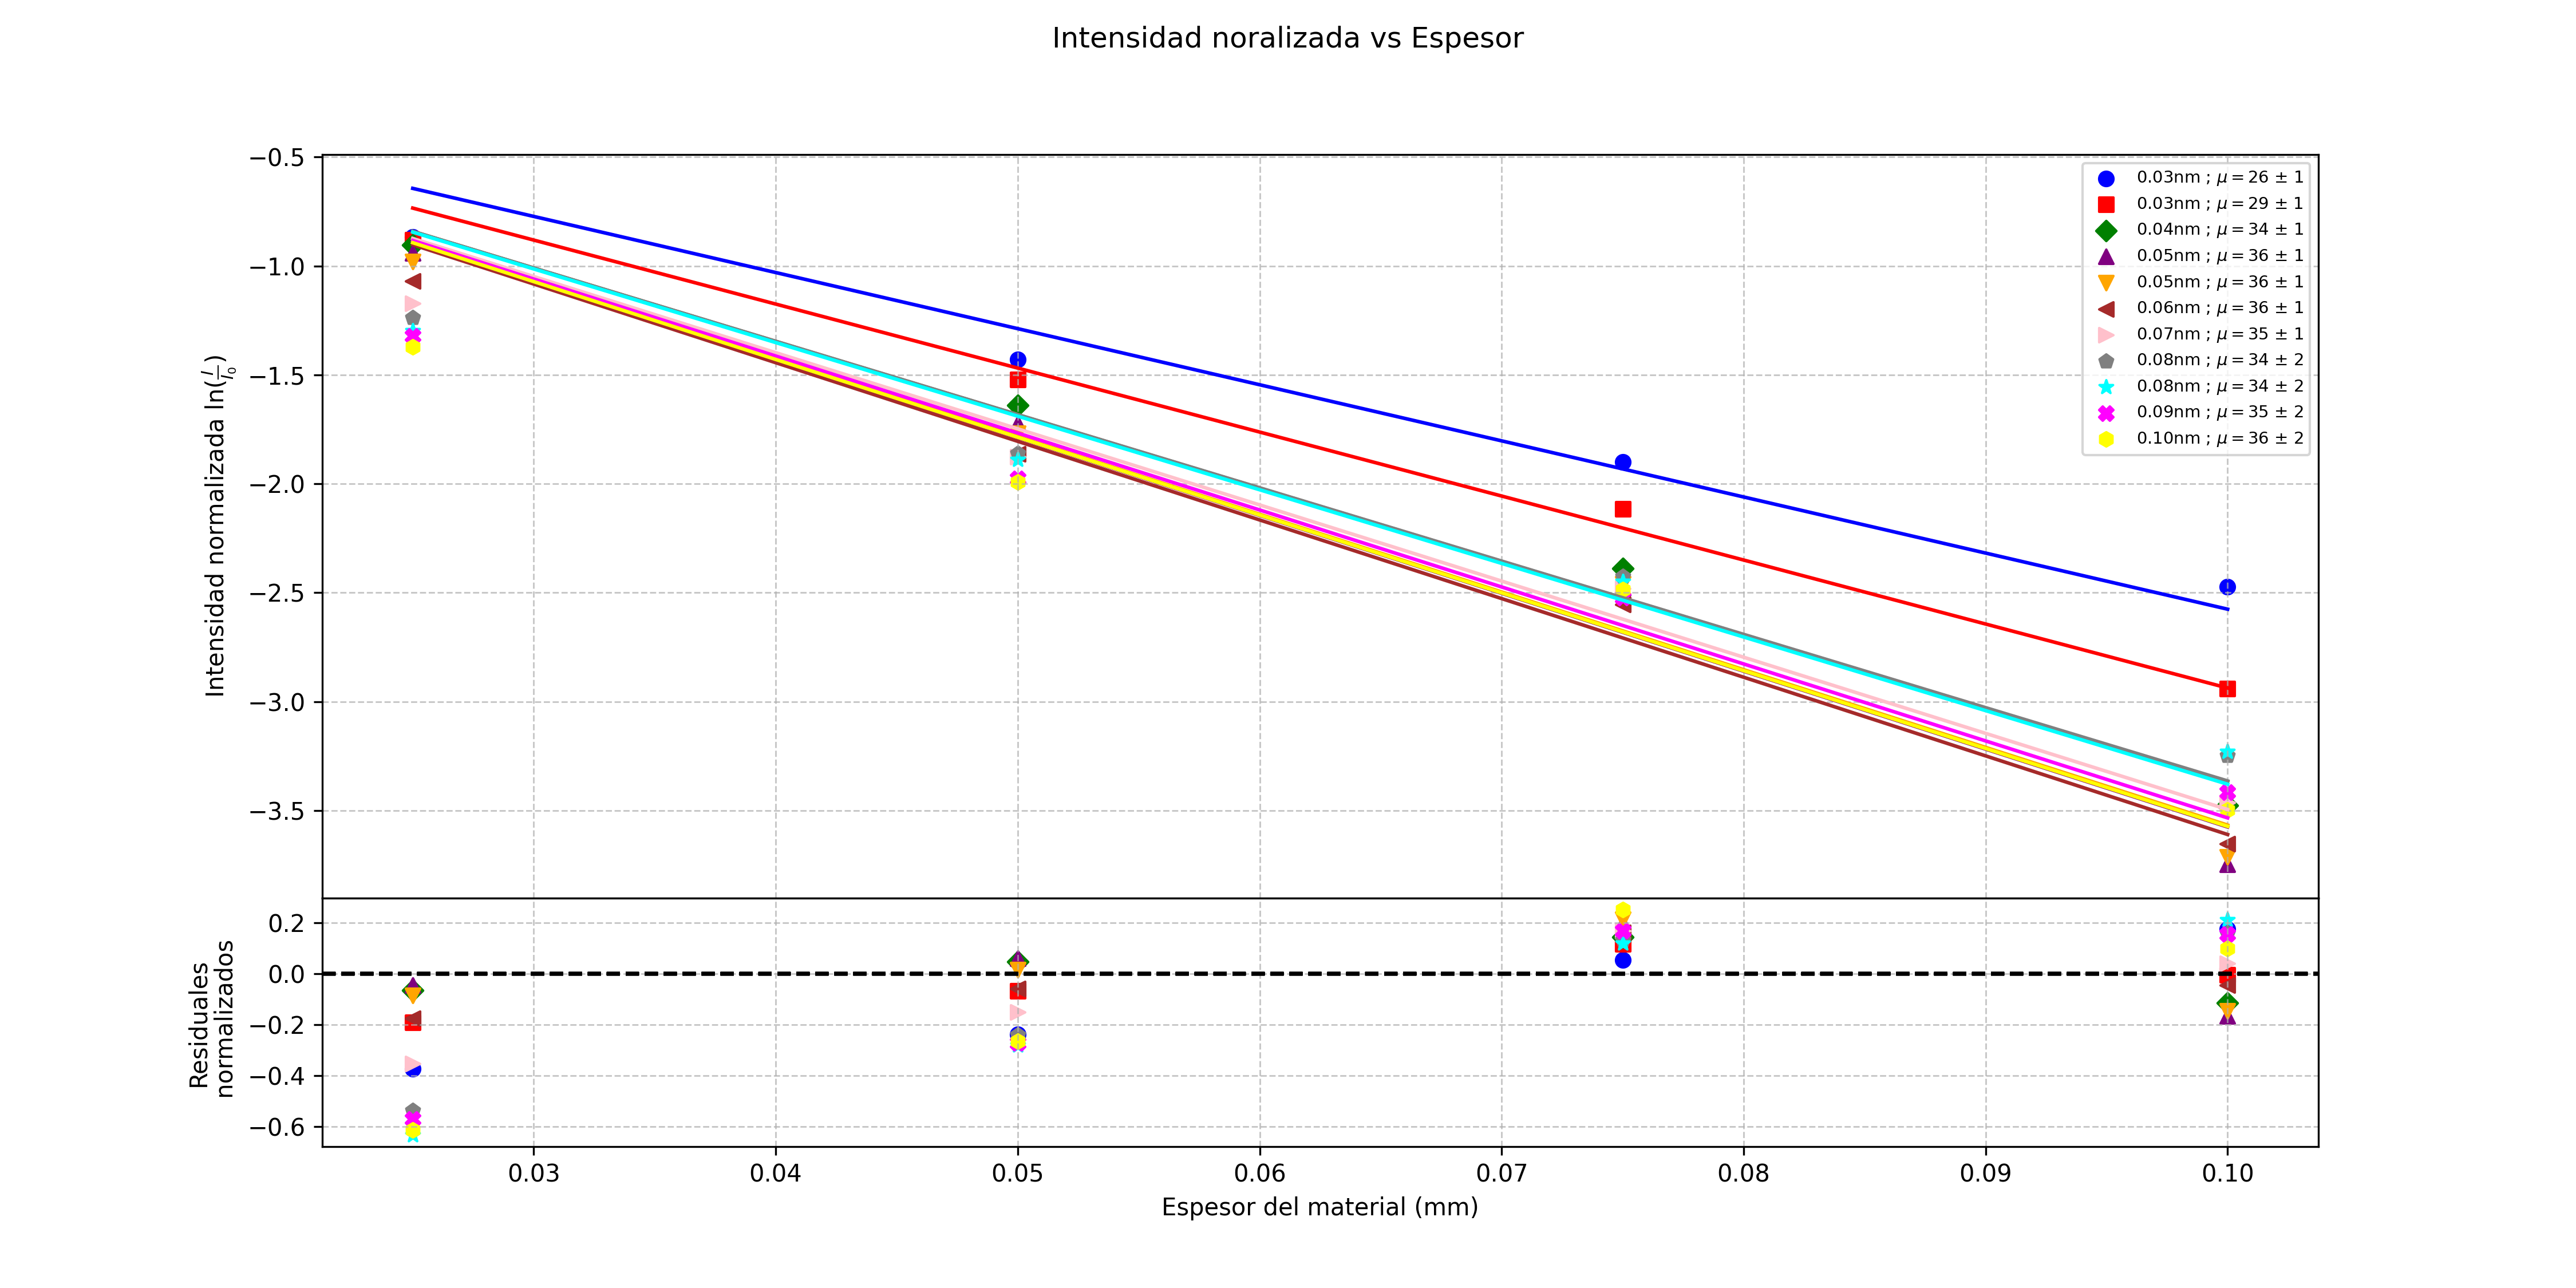 Intensidad noralizada vs Espesor
−0.5
−1.0
−1.5
−2.0
−2.5
−3.0
−3.5
Intensidad normalizada ln(I/I₀)
0.03nm ; μ = 26 ± 1
0.03nm ; μ = 29 ± 1
0.04nm ; μ = 34 ± 1
0.05nm ; μ = 36 ± 1
0.05nm ; μ = 36 ± 1
0.06nm ; μ = 36 ± 1
0.07nm ; μ = 35 ± 1
0.08nm ; μ = 34 ± 2
0.08nm ; μ = 34 ± 2
0.09nm ; μ = 35 ± 2
0.10nm ; μ = 36 ± 2
0.2
0.0
−0.2
−0.4
−0.6
Residuales
normalizados
0.03 0.04 0.05 0.06 0.07 0.08 0.09 0.10
Espesor del material (mm)